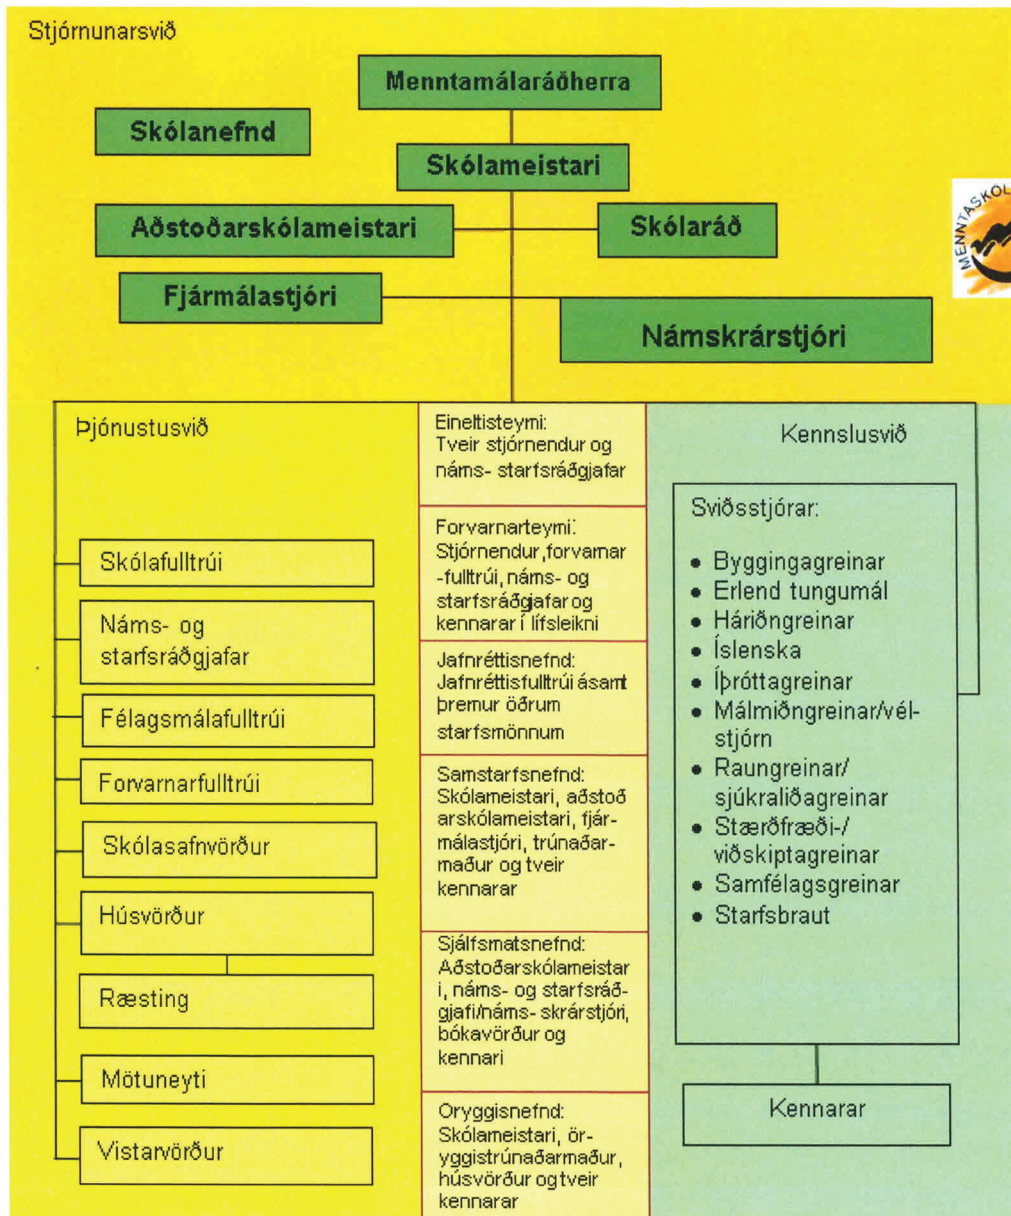 Stjórnunarsvið
Menntamálaráðherra
Skólanefnd
Skólameistari
Aðstoðarskólameistari
Skólaráð
MENNTASKÓL
Fjármálastjóri
Námskrárstjóri
Þjónustusvið
Skólafulltrúi
Náms- og
starfsráðgjafar
Félagsmálafulltrúi
Forvarnarfulltrúi
Skólasafnvörður
Húsvörður
Ræsting
Mötuneyti
Vistarvörður
Eineltisteymi:
Tveir stjórnendur og
náms- starfsráðgjafar
Forvarnarteymi:
Stjórnendur,forvarnar
-fulltrúi, náms- og
starfsráðgjafar og
kennarar í lífsleikni
Jafnréttisnefnd:
Jafnréttisfulltrúi ásamt
þremur öðrum
starfsmönnum
Samstarfsnefnd:
Skólameistari, aðstoð
arskólameistari, fjár-
málastjóri, trúnaðar-
maður og tveir
kennarar
Sjálfsmatsnefnd:
Aðstoðarskólameistar
i, náms- og starfsráð-
gjafi/náms- skrárstjóri,
bókavörður og
kennari
Oryggisnefnd:
Skólameistari, ör-
yggistrúnaðarmaður,
húsvörður og tveir
kennarar
Kennslusvið
Sviðsstjórar:
• Byggingagreinar
• Erlend tungumál
• Háriðngreinar
• Íslenska
• Íþróttagreinar
• Málmiðngreinar/vél-
stjórn
• Raungreinar/
sjúkraliðagreinar
• Stærðfræði-/
viðskiptagreinar
• Samfélagsgreinar
• Starfsbraut
Kennarar